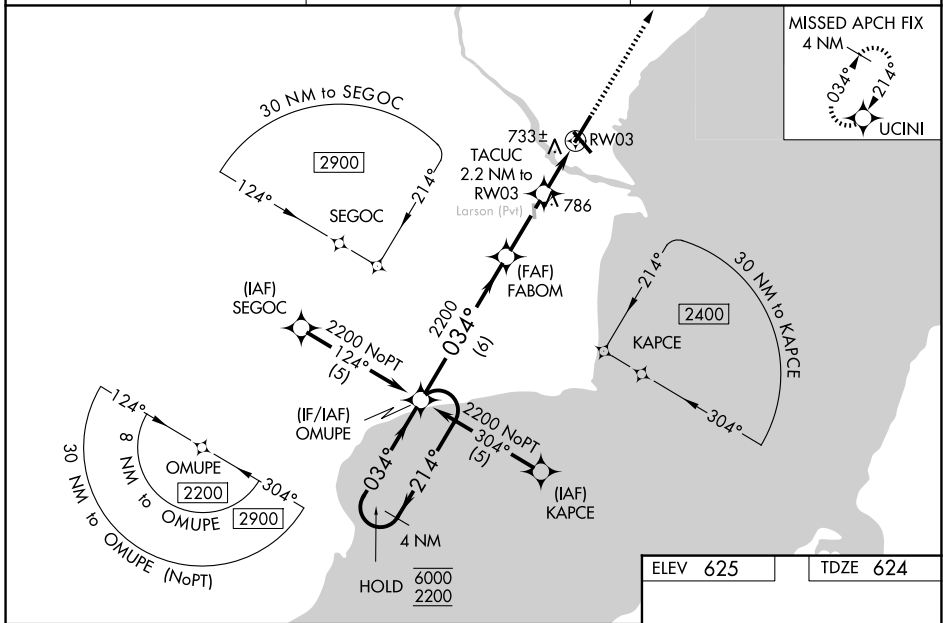 MISSED APCH FIX
4 NM
034°
214°
UCINI
30 NM to SEGOC
2900
124°
214°
SEGOC
733±
RW03
TACUC
2.2 NM to
RW03
Larson (Pvt)
786
(FAF)
FABOM
30 NM to KAPCE
214°
2400
KAPCE
304°
(IAF)
SEGOC
2200 NoPT
124°
(5)
2200
034°
(6)
(IF/IAF)
OMUPE
2200 NoPT
304°
(5)
(IAF)
KAPCE
124°
OMUPE
304°
2200
8 NM to OMUPE
2900
30 NM to OMUPE (NoPT)
034°
214°
4 NM
HOLD
6000
2200
ELEV 625
TDZE 624